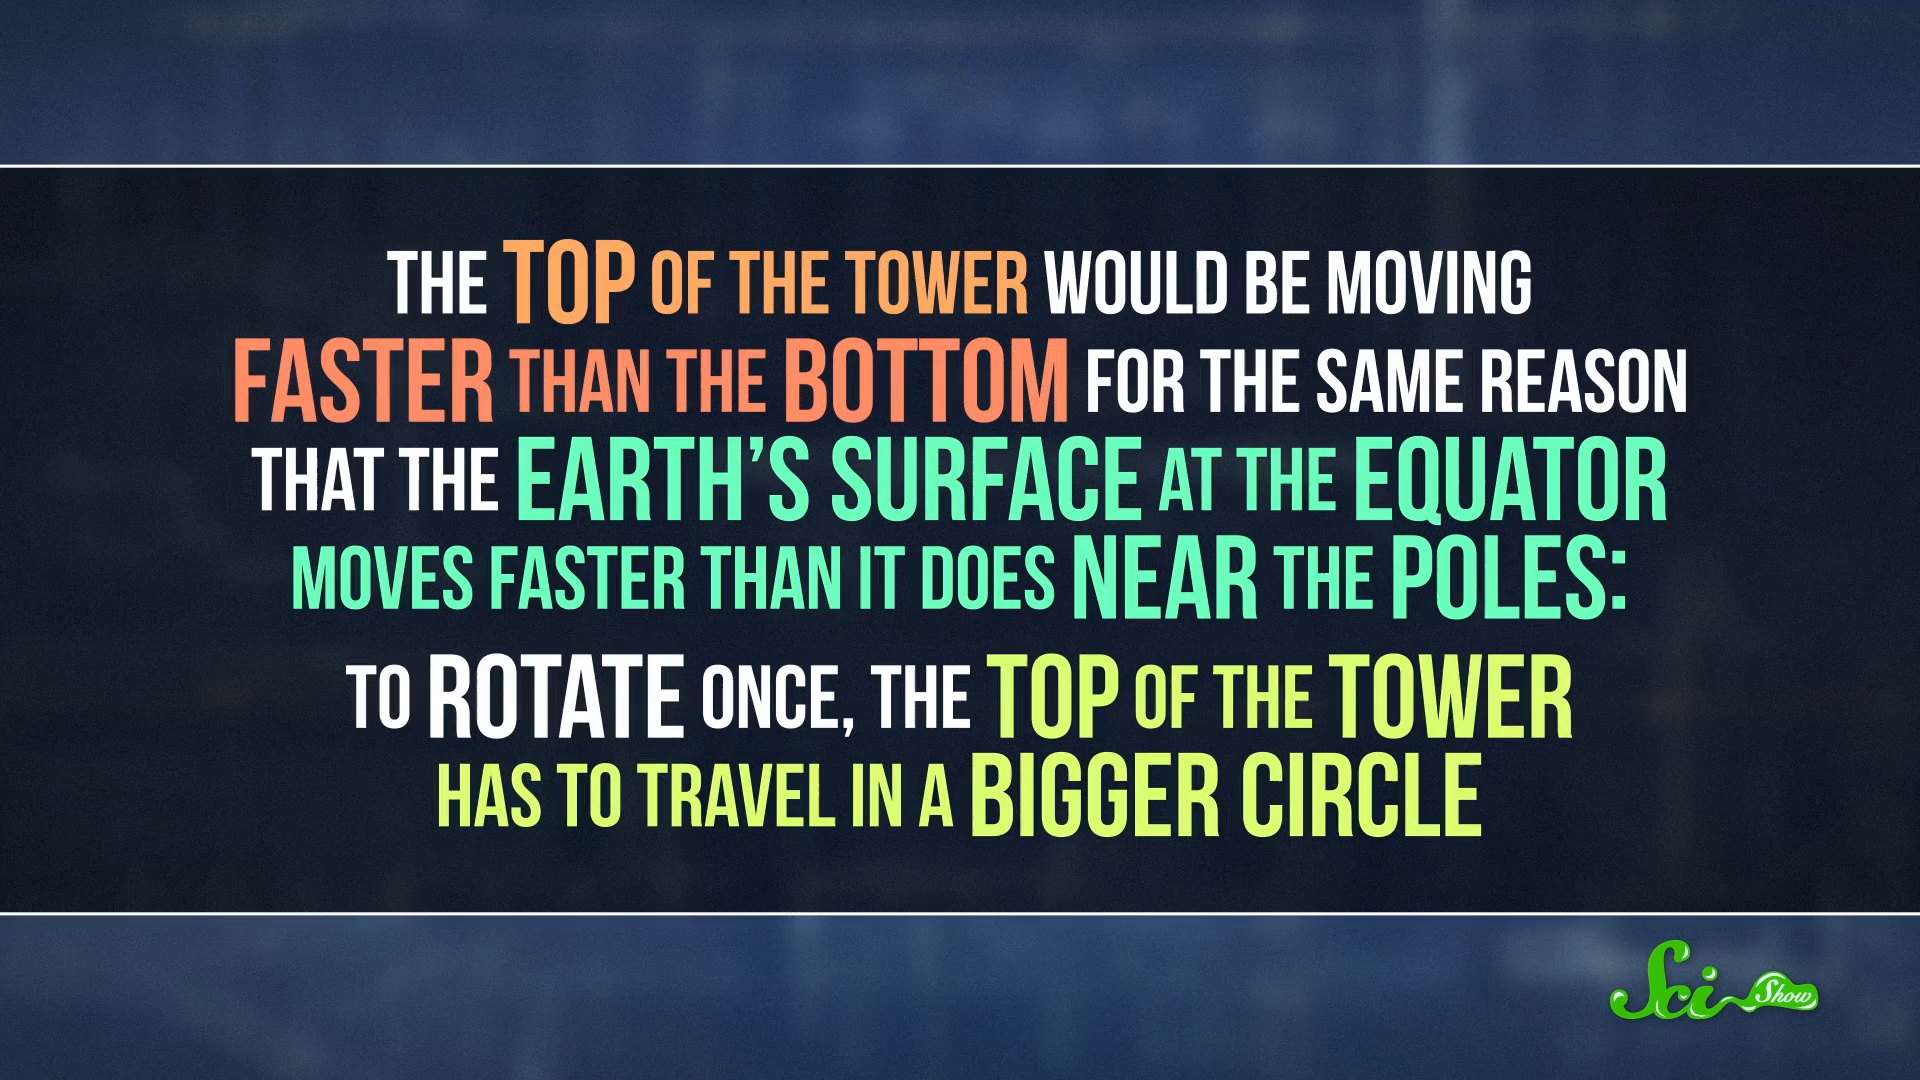 THE TOP OF THE TOWER WOULD BE MOVING
FASTER THAN THE BOTTOM FOR THE SAME REASON
THAT THE EARTH’S SURFACE AT THE EQUATOR
MOVES FASTER THAN IT DOES NEAR THE POLES:
TO ROTATE ONCE, THE TOP OF THE TOWER
HAS TO TRAVEL IN A BIGGER CIRCLE
Sci Show